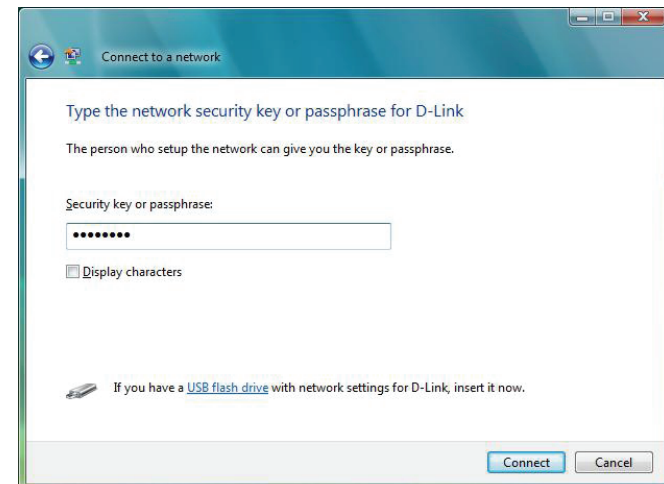 Connect to a network
Type the network security key or passphrase for D-Link
The person who setup the network can give you the key or passphrase.
Security key or passphrase:
••••••••
Display characters
If you have a USB flash drive with network settings for D-Link, insert it now.
Connect Cancel